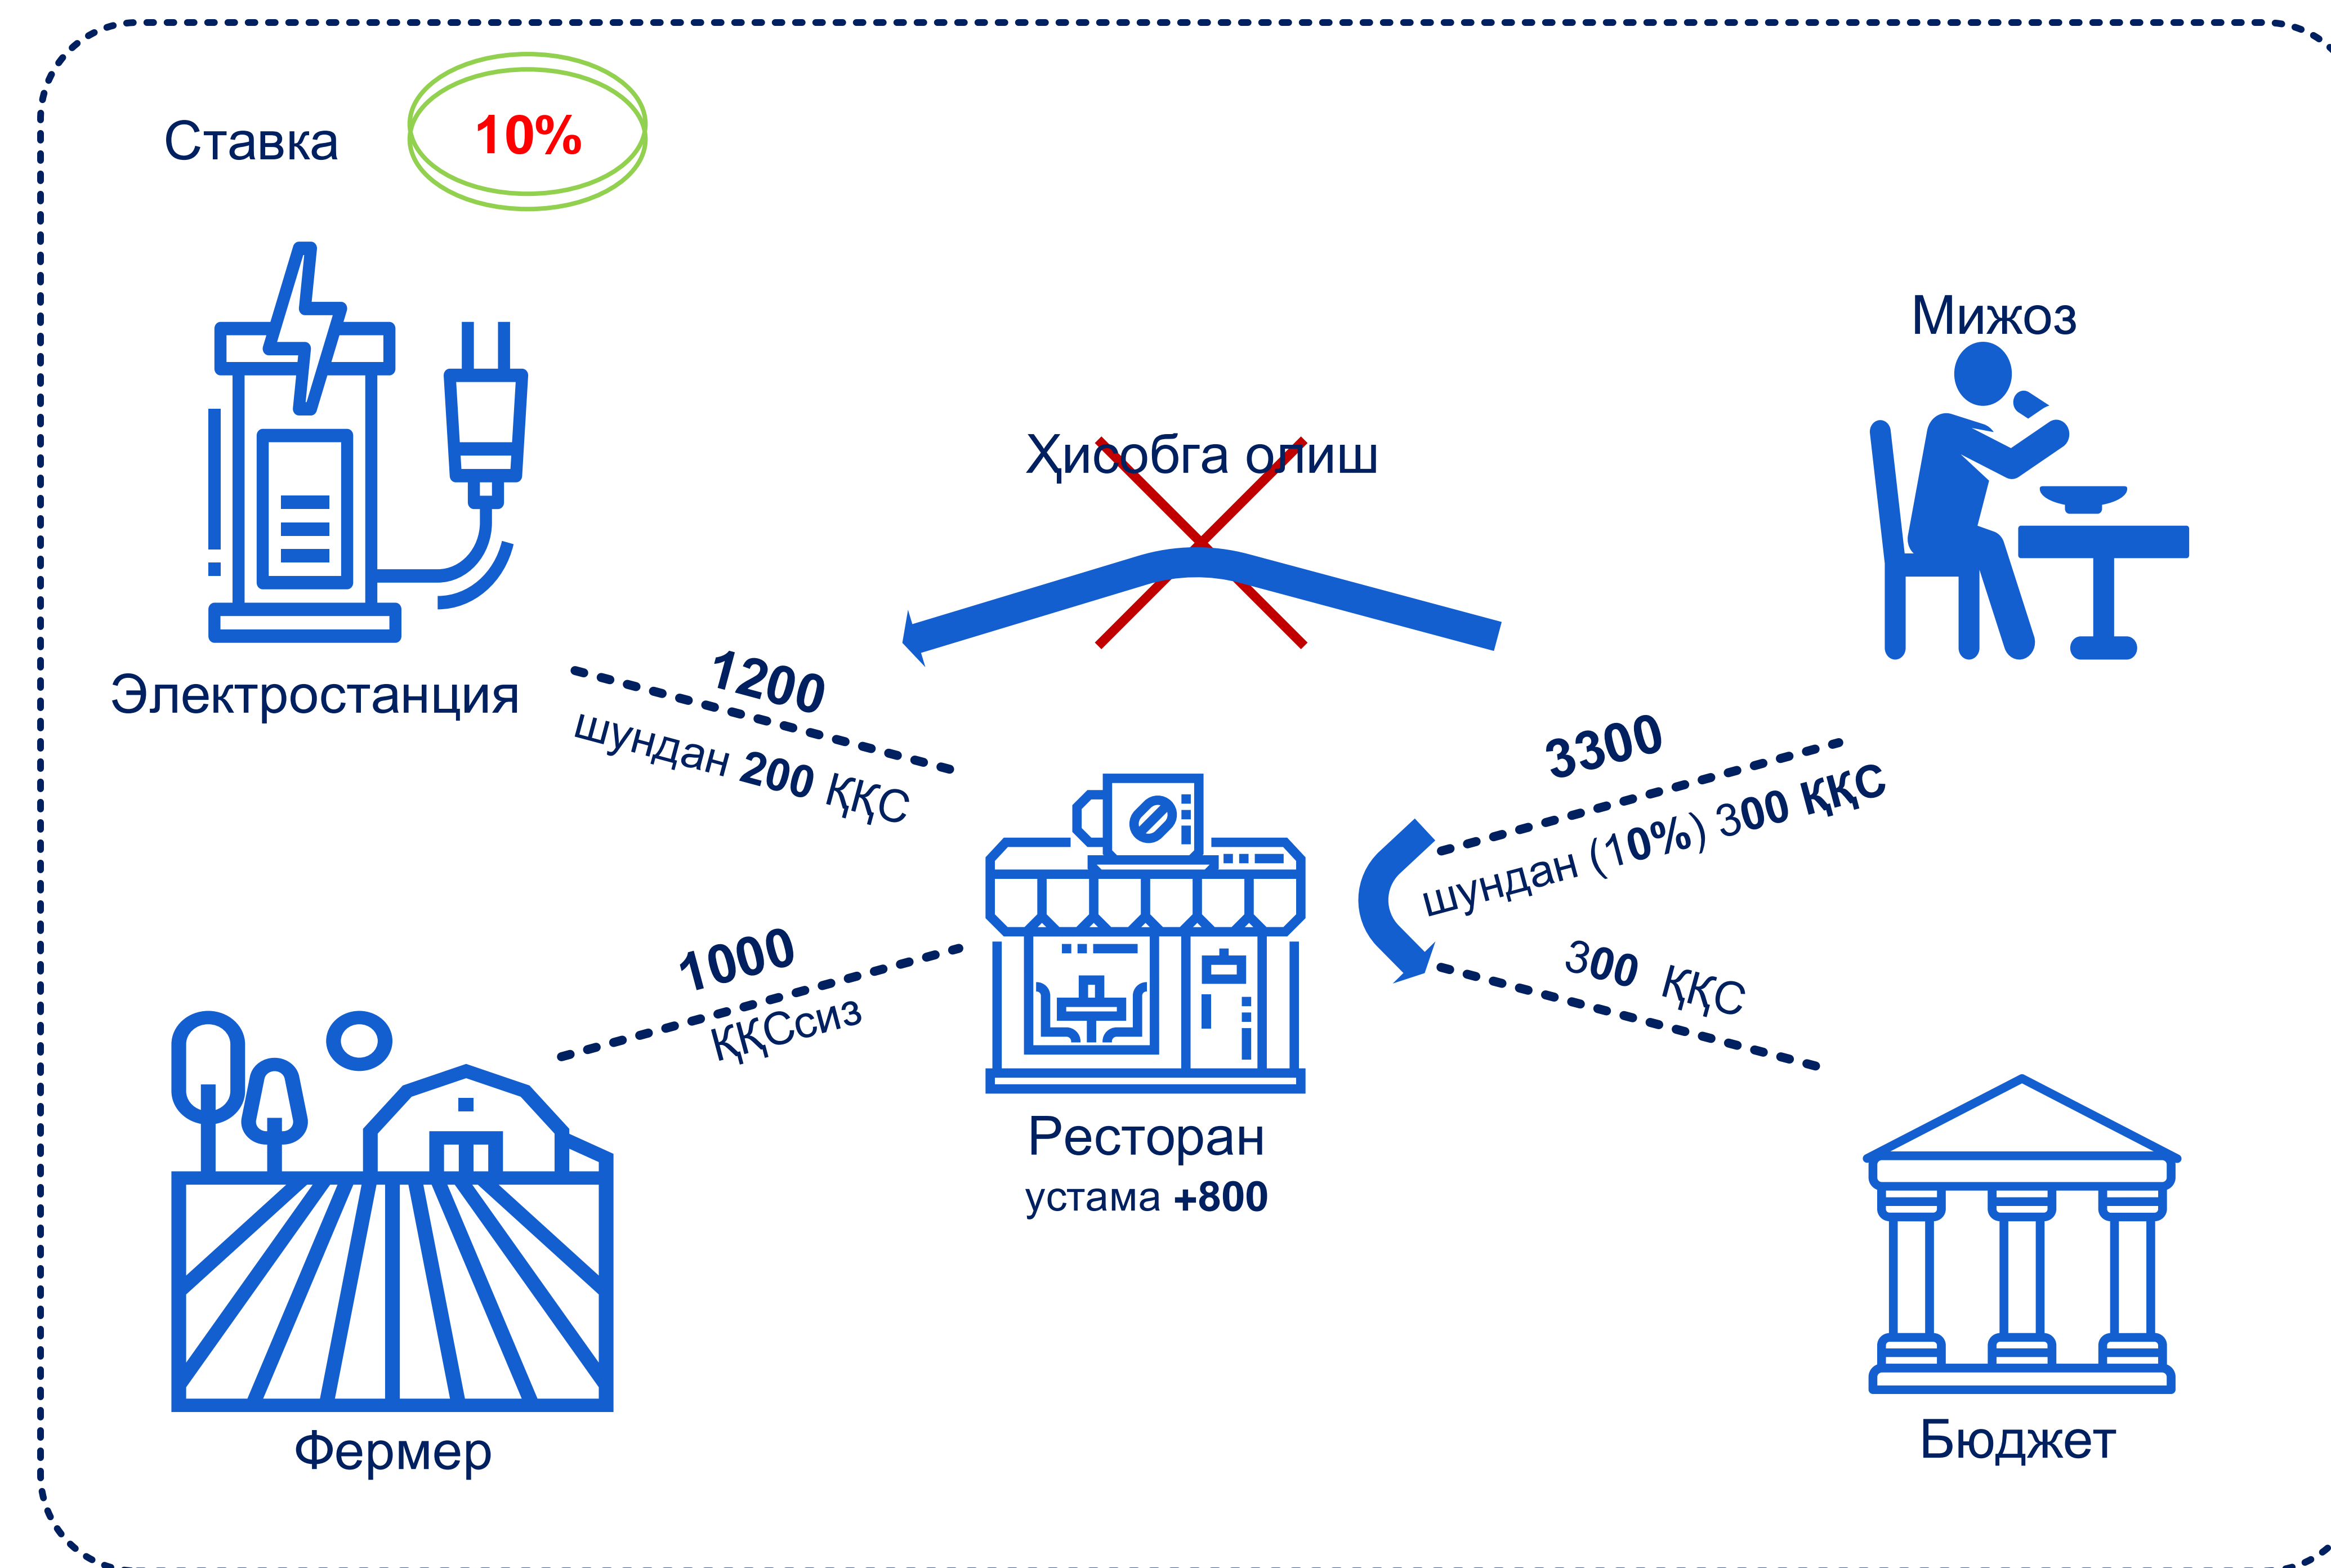 Ставка
10%
Мижоз
Ҳисобга олиш
Электростанция
1200
шундан 200 ҚҚС
3300
шундан (10%) 300 ҚҚС
1000
ҚҚСсиз
300 ҚҚС
Ресторан
устама +800
Фермер
Бюджет